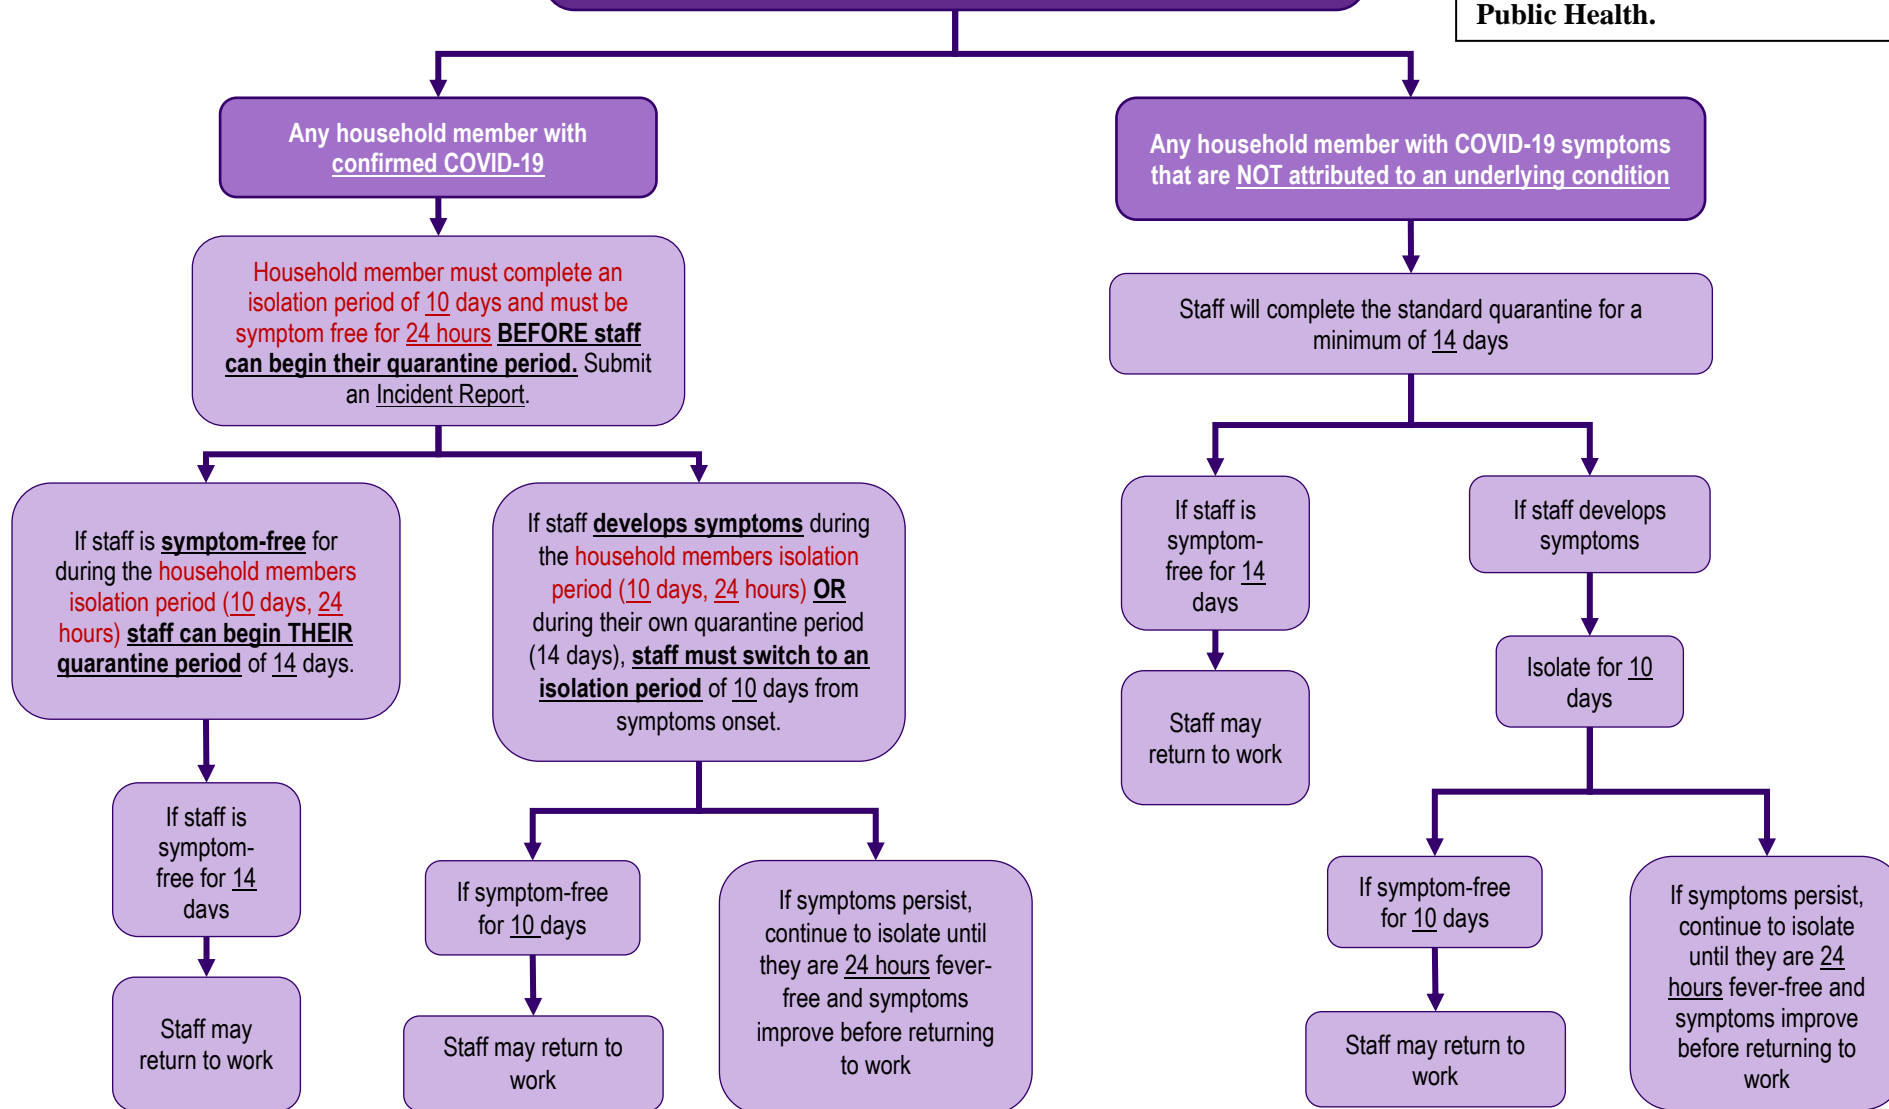 Public Health.
Any household member with
confirmed COVID-19
Household member must complete an
isolation period of 10 days and must be
symptom free for 24 hours BEFORE staff
can begin their quarantine period. Submit
an Incident Report.
If staff is symptom-free for
during the household members
isolation period (10 days, 24
hours) staff can begin THEIR
quarantine period of 14 days.
If staff is
symptom-
free for 14
days
Staff may
return to work
If staff develops symptoms during
the household members isolation
period (10 days, 24 hours) OR
during their own quarantine period
(14 days), staff must switch to an
isolation period of 10 days from
symptoms onset.
If symptom-free
for 10 days
Staff may return to
work
If symptoms persist,
continue to isolate until
they are 24 hours fever-
free and symptoms
improve before returning
to work
Any household member with COVID-19 symptoms
that are NOT attributed to an underlying condition
Staff will complete the standard quarantine for a
minimum of 14 days
If staff is
symptom-
free for 14
days
Staff may
return to work
If staff develops
symptoms
Isolate for 10
days
If symptom-free
for 10 days
Staff may return to
work
If symptoms persist,
continue to isolate
until they are 24
hours fever-free and
symptoms improve
before returning to
work